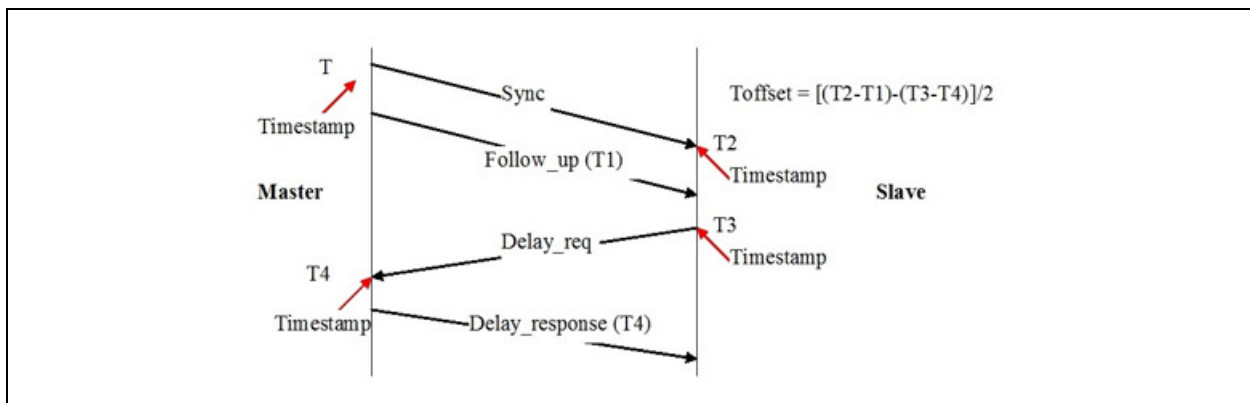 T
Sync
Toffset = [(T2-T1)-(T3-T4)]/2
Timestamp
T2
Follow_up (T1)
Timestamp
Master
Slave
T3
Delay_req
Timestamp
T4
Timestamp
Delay_response (T4)